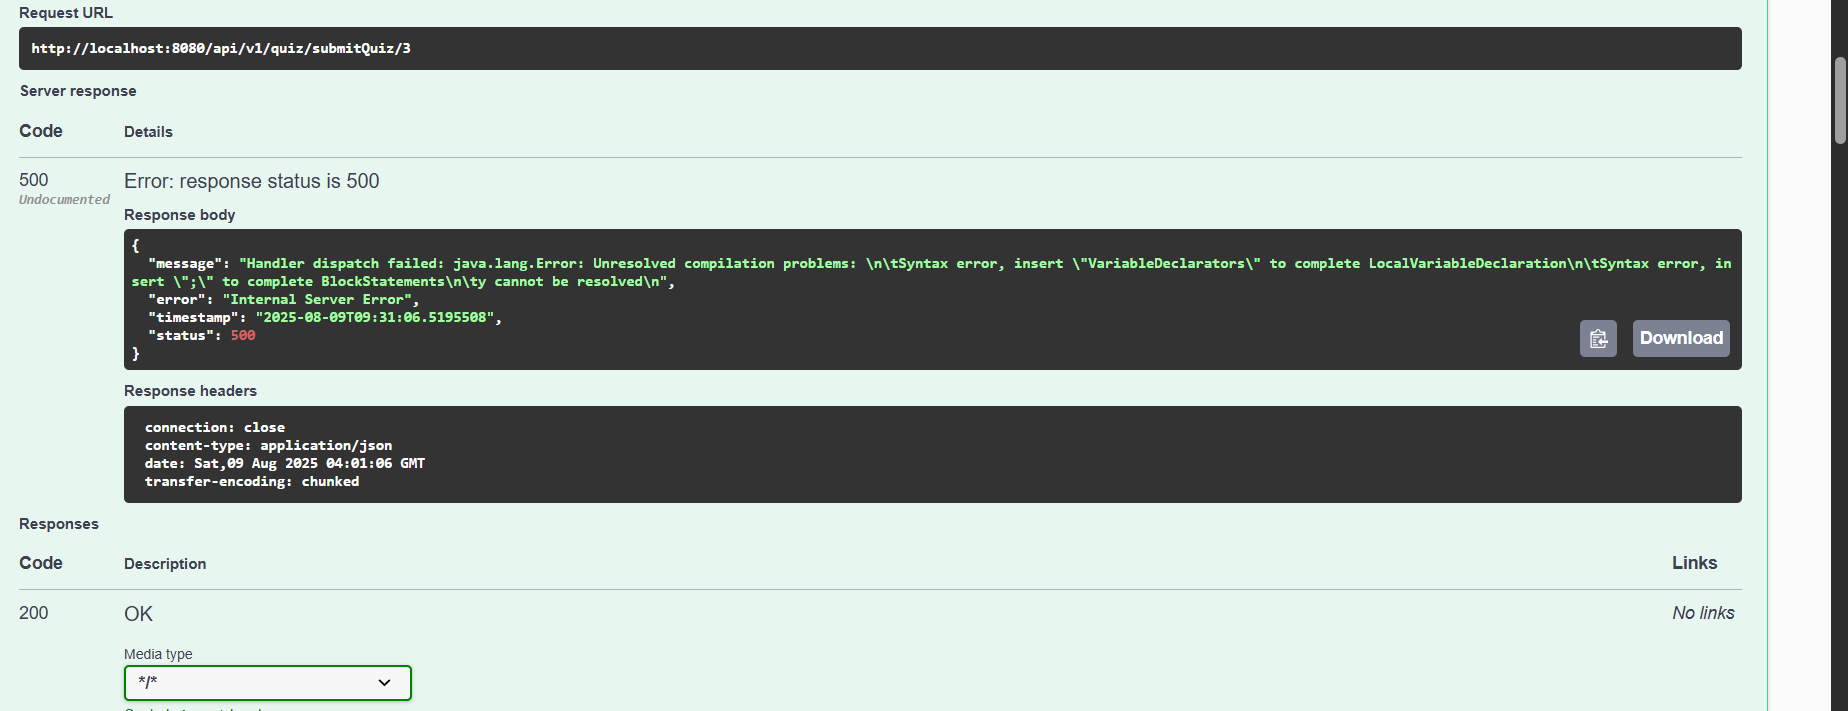 Request URL
http://localhost:8080/api/v1/quiz/submitQuiz/3
Server response
Code Details
500 Error: response status is 500
Undocumented
Response body
{
"message": "Handler dispatch failed: java.lang.Error: Unresolved compilation problems: \n\tSyntax error, insert \"VariableDeclarators\" to complete LocalVariableDeclaration\n\tSyntax error, in
sert \";\" to complete BlockStatements\n\ty cannot be resolved\n",
"error": "Internal Server Error",
"timestamp": "2025-08-09T09:31:06.5195508",
"status": 500
}
Download
Response headers
connection: close
content-type: application/json
date: Sat,09 Aug 2025 04:01:06 GMT
transfer-encoding: chunked
Responses
Code Description Links
200 OK No links
Media type
*/*